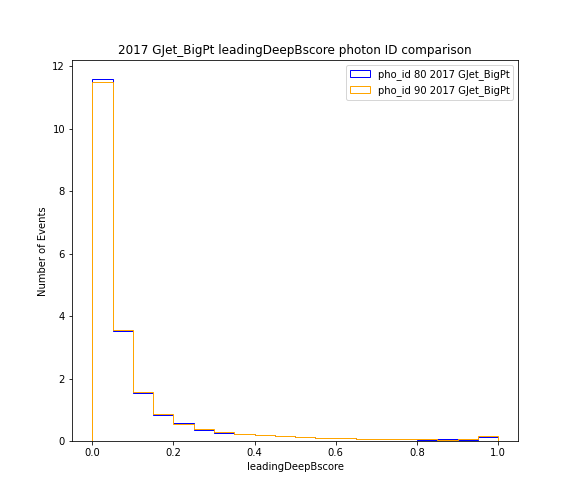 2017 GJet_BigPt leadingDeepBscore photon ID comparison
pho_id 80 2017 GJet_BigPt
pho_id 90 2017 GJet_BigPt
Number of Events
12
10
8
6
4
2
0
0.0 0.2 0.4 0.6 0.8 1.0
leadingDeepBscore